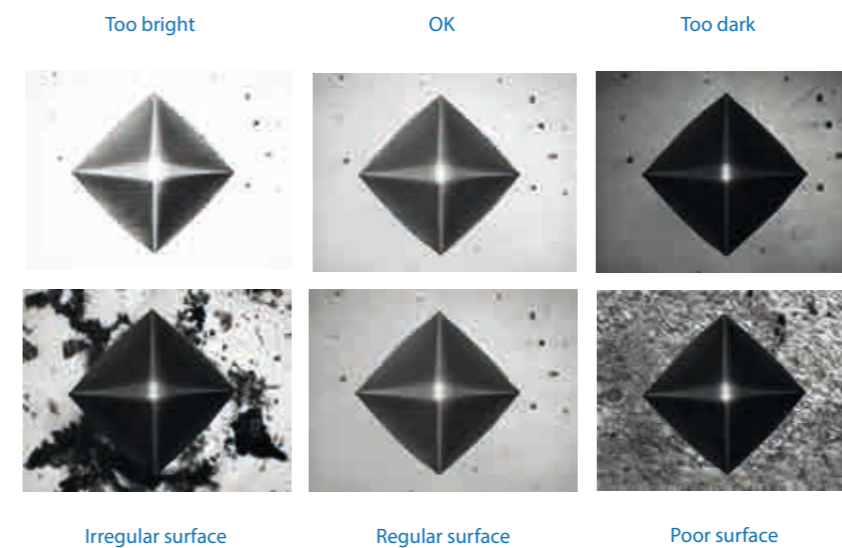 Too bright
OK
Too dark
Irregular surface
Regular surface
Poor surface